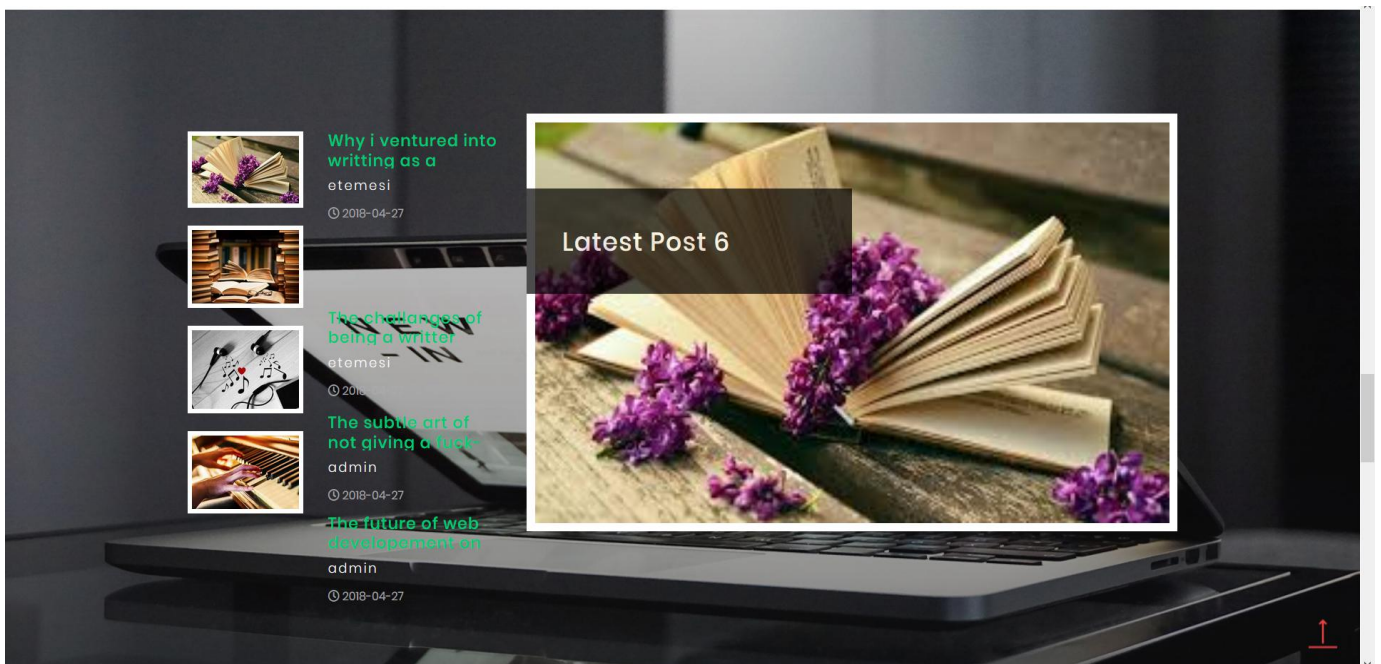 Why i ventured into
writting as a
etemesi
2018-04-27
Latest Post 6
The challanges of
being a writter
etemesi
NEW
- IN
The subtle art of
not giving a fuck-
admin
2018-04-27
The future of web
developement on
admin
2018-04-27